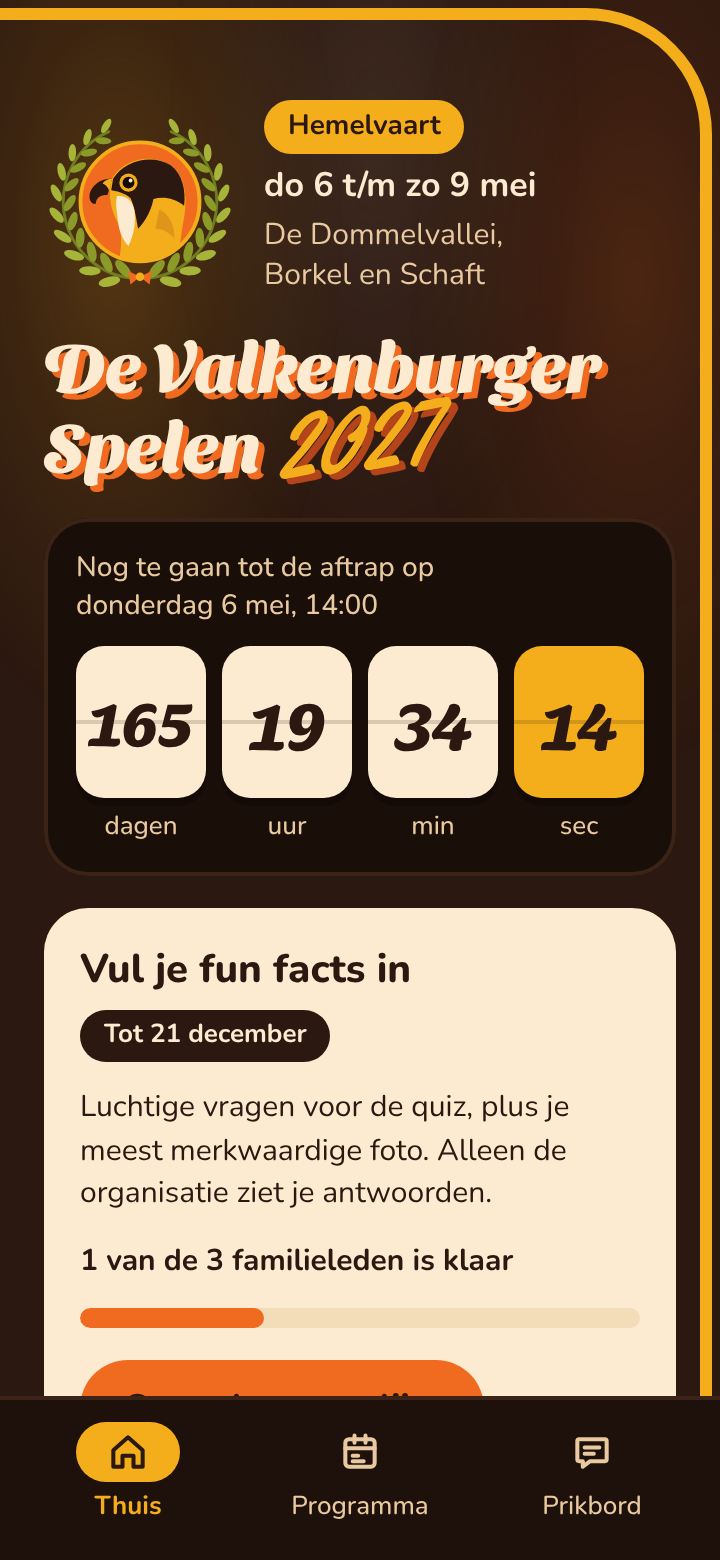 Hemelvaart
do 6 t/m zo 9 mei
De Dommelvallei,
Borkel en Schaft
De Valkenburger
Spelen 2027
Nog te gaan tot de aftrap op
donderdag 6 mei, 14:00
165 19 34 14
dagen uur min sec
Vul je fun facts in
Tot 21 december
Luchtige vragen voor de quiz, plus je
meest merkwaardige foto. Alleen de
organisatie ziet je antwoorden.
1 van de 3 familieleden is klaar
Thuis Programma Prikbord